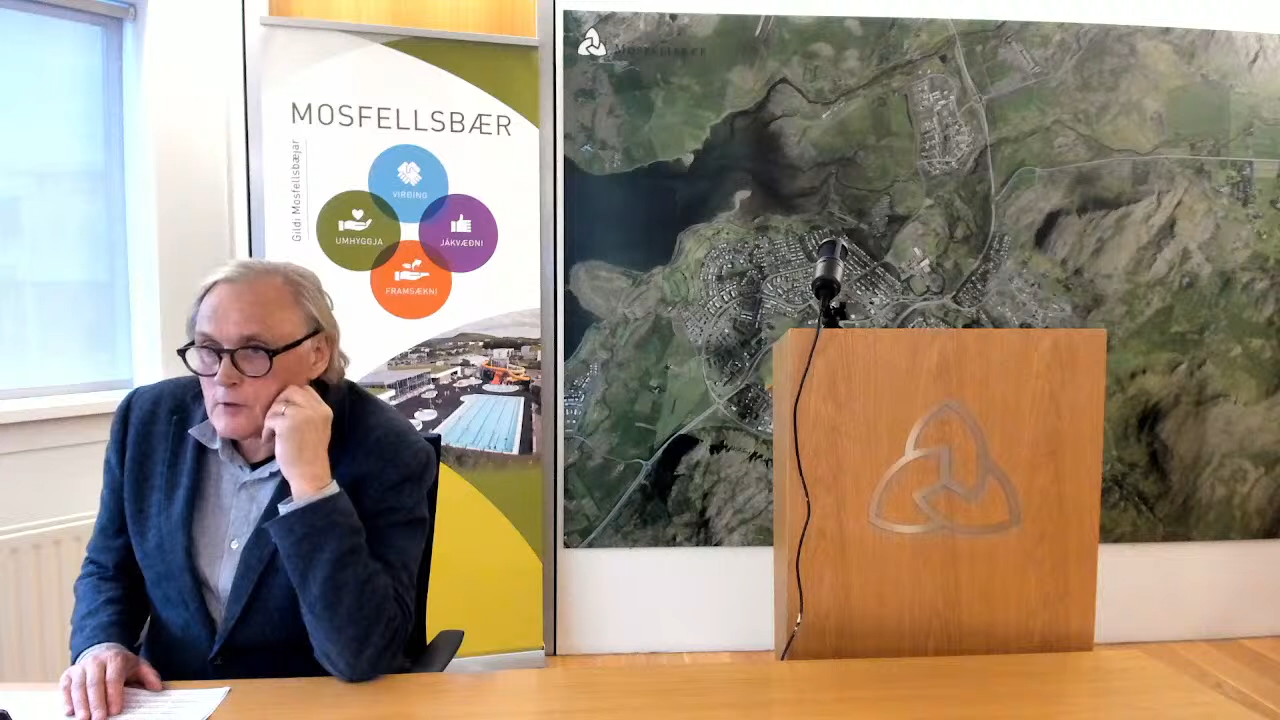 MOSFELLSBÆR
Gildi Mosfellsbæjar
VIRÐING
UMHYGGJA
JÁKVÆÐNI
FRAMSÆKNI
MOSFELLSBÆR